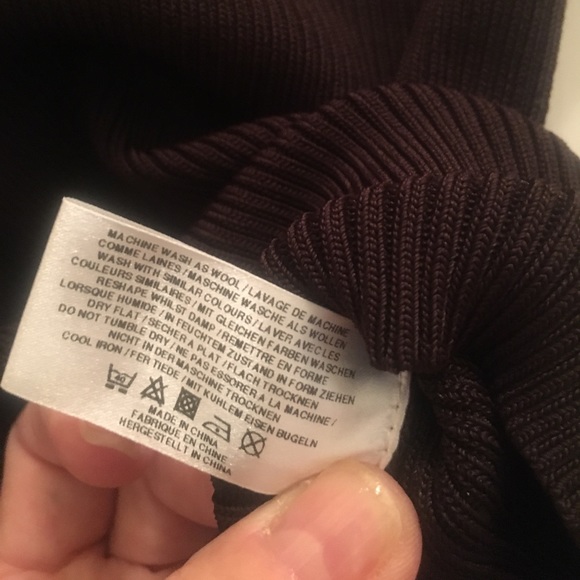 MACHINE WASH AS WOOL / LAVAGE DE MACHINE
COMME LAINES / MASCHINE WASCHE ALS WOLLEN
WASH WITH SIMILAR COLOURS / LAVER AVEC LES
COULEURS SIMILAIRES / MIT GLEICHEN FARBEN WASCHEN
RESHAPE WHILST DAMP / REMETTRE EN FORME
LORSQUE HUMIDE / IN FEUCHTEM ZUSTAND IN FORM ZIEHEN
DRY FLAT / SECHER A PLAT / FLACH TROCKNEN
DO NOT TUMBLE DRY / NE PAS ESSORER A LA MACHINE /
NICHT IN DER MASCHINE TROCKNEN
COOL IRON / FER TIEDE / MIT KUHLEM EISEN BUGELN
40
MADE IN CHINA
FABRIQUE EN CHINE
HERGESTELLT IN CHINA